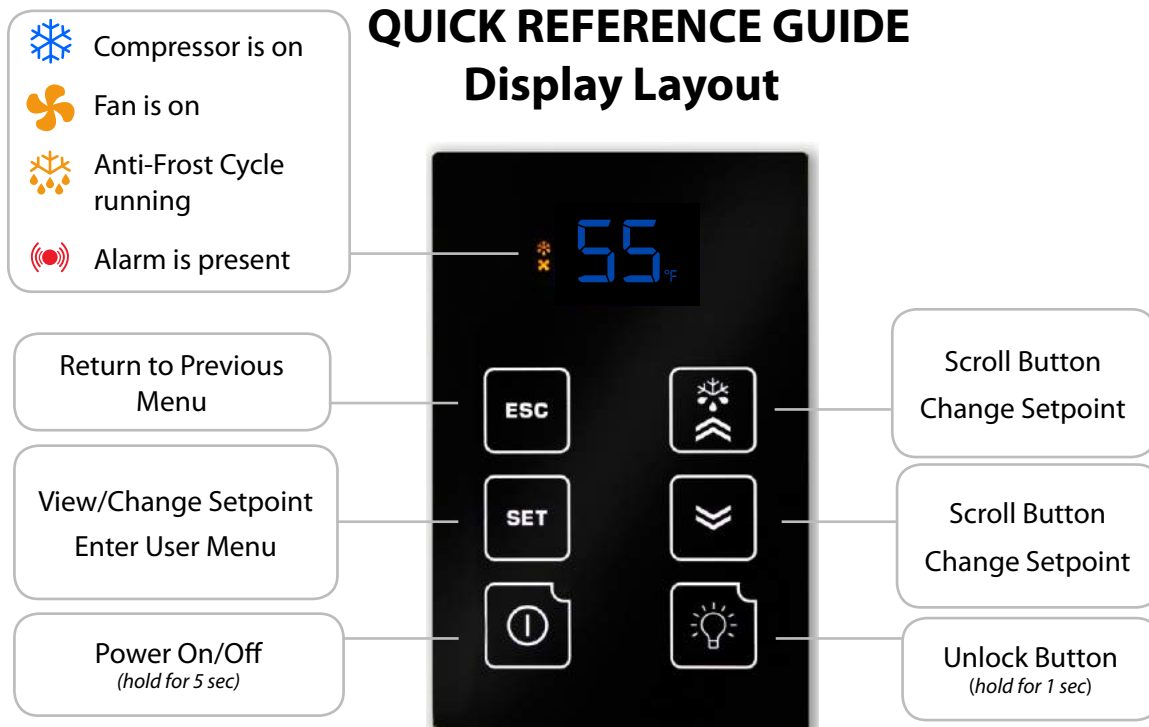 QUICK REFERENCE GUIDE
Display Layout
Compressor is on
Fan is on
Anti-Frost Cycle
running
Alarm is present
55
°F
Return to Previous
Menu
ESC
Scroll Button
Change Setpoint
View/Change Setpoint
Enter User Menu
SET
Scroll Button
Change Setpoint
Power On/Off
(hold for 5 sec)
Unlock Button
(hold for 1 sec)